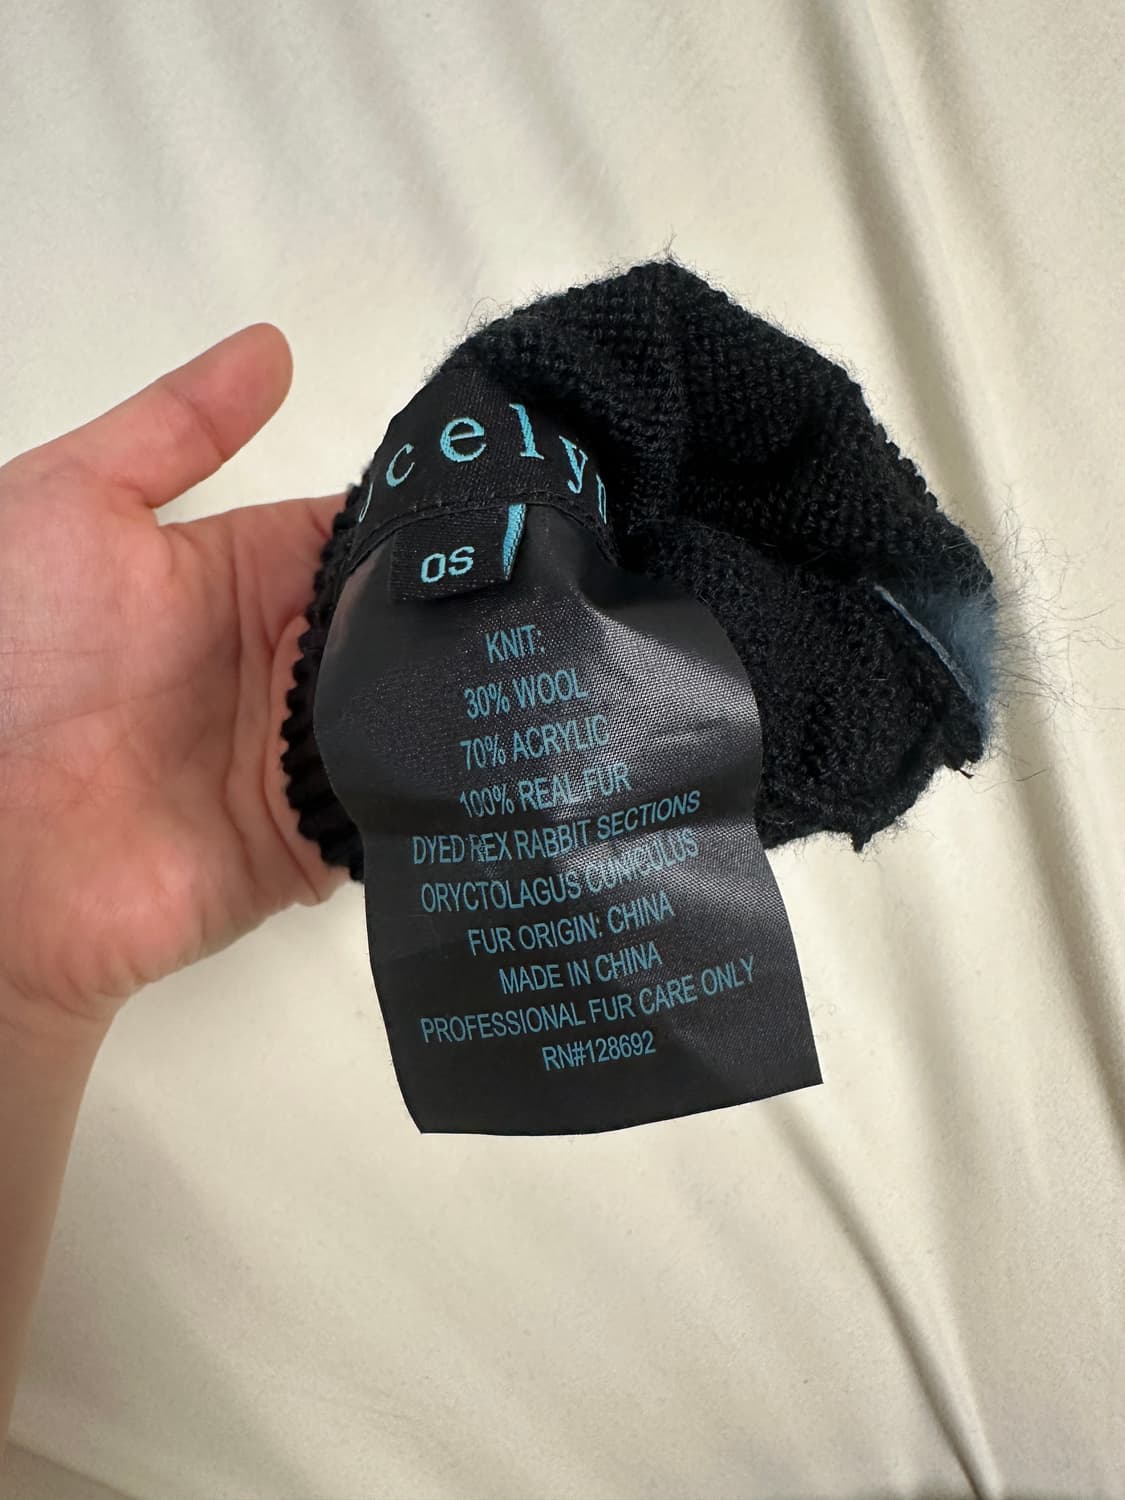 ocelyn
OS
KNIT:
30% WOOL
70% ACRYLIC
100% REAL FUR
DYED REX RABBIT SECTIONS
ORYCTOLAGUS CUNICULUS
FUR ORIGIN: CHINA
MADE IN CHINA
PROFESSIONAL FUR CARE ONLY
RN#128692